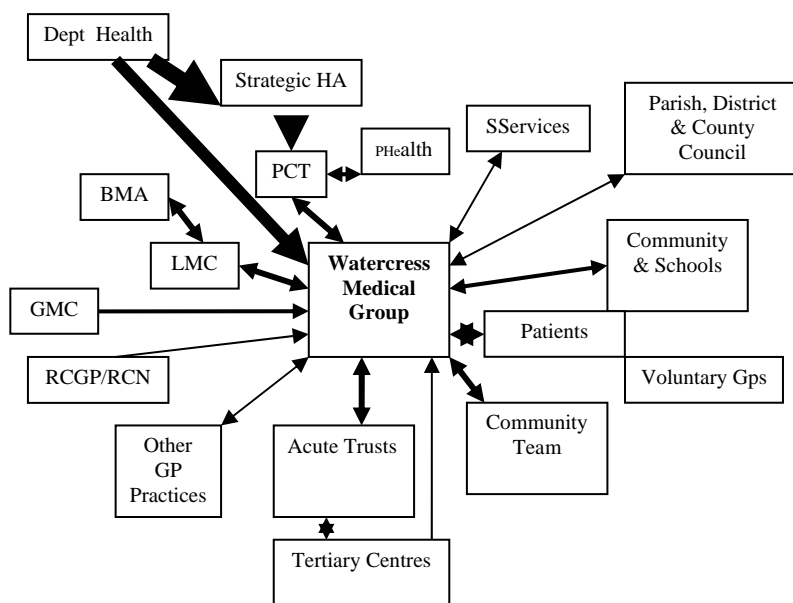 Dept Health
Strategic HA
Parish, District
& County
Council
SServices
PHealth
PCT
BMA
LMC
Watercress
Medical
Group
Community
& Schools
GMC
Patients
RCGP/RCN
Voluntary Gps
Other
GP
Practices
Acute Trusts
Community
Team
Tertiary Centres